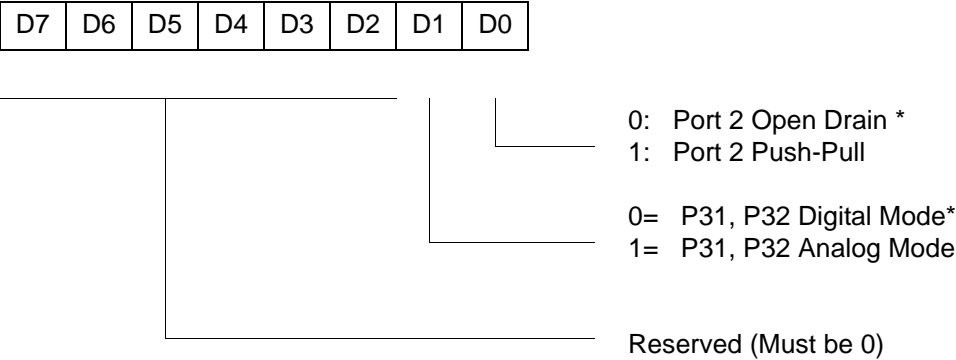 D7 D6 D5 D4 D3 D2 D1 D0
0: Port 2 Open Drain *
1: Port 2 Push-Pull
0= P31, P32 Digital Mode*
1= P31, P32 Analog Mode
Reserved (Must be 0)